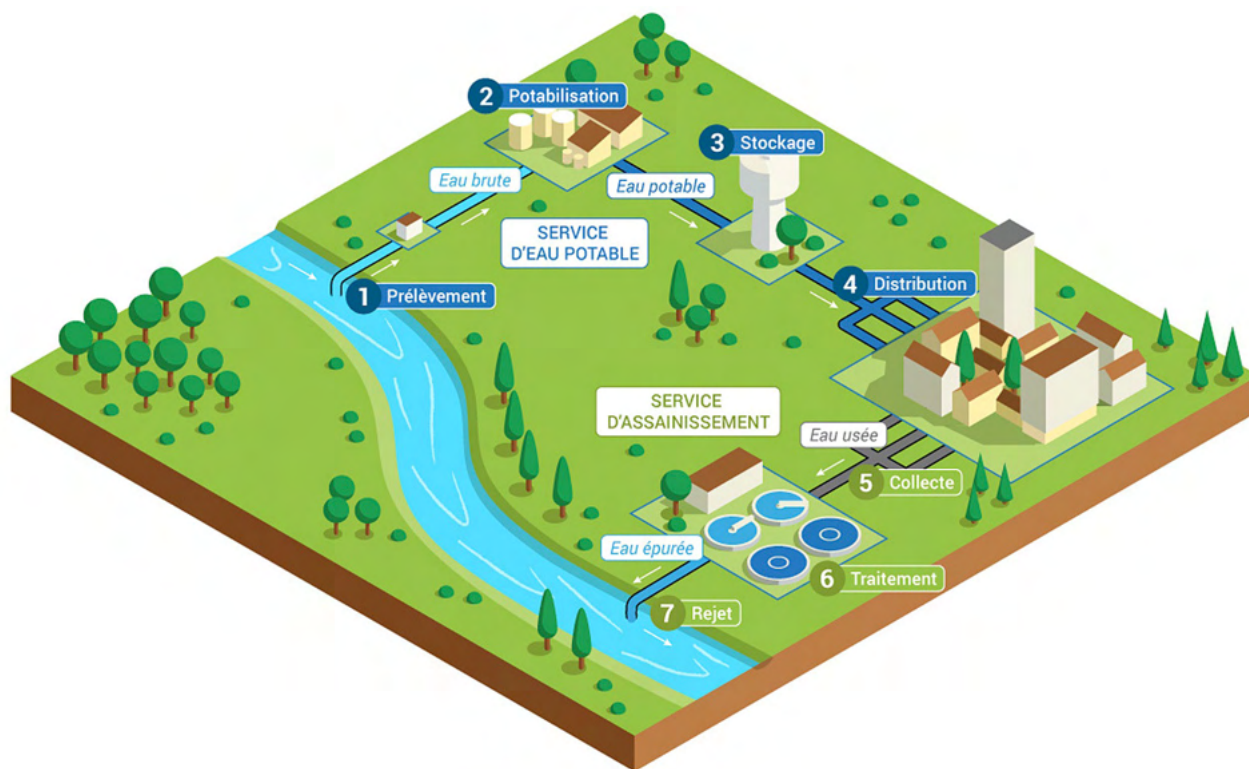 2 Potabilisation
3 Stockage
Eau brute
Eau potable
SERVICE
D'EAU POTABLE
1 Prélèvement
4 Distribution
SERVICE
D'ASSAINISSEMENT
Eau usée
5 Collecte
Eau épurée
6 Traitement
7 Rejet